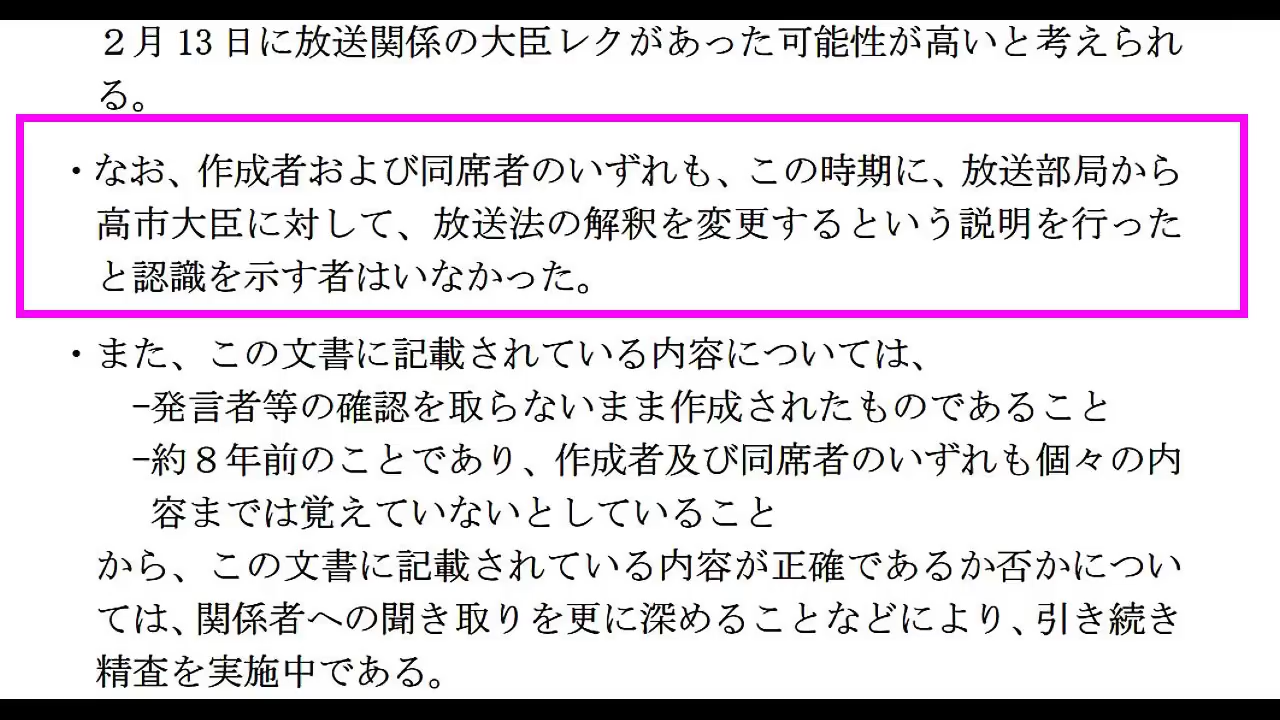 ２月13日に放送関係の大臣レクがあった可能性が高いと考えられ
る。
・なお、作成者および同席者のいずれも、この時期に、放送部局から
高市大臣に対して、放送法の解釈を変更するという説明を行った
と認識を示す者はいなかった。
・また、この文書に記載されている内容については、
−発言者等の確認を取らないまま作成されたものであること
−約８年前のことであり、作成者及び同席者のいずれも個々の内
容までは覚えていないとしていること
から、この文書に記載されている内容が正確であるか否かについ
ては、関係者への聞き取りを更に深めることなどにより、引き続き
精査を実施中である。